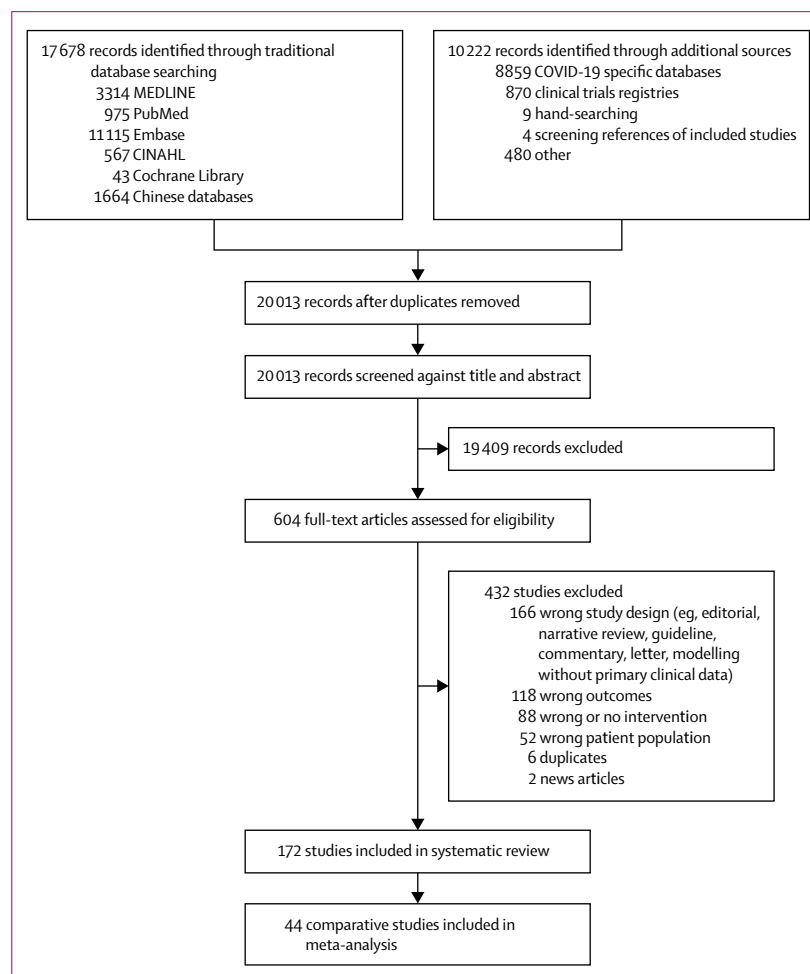 17 678 records identified through traditional
database searching
3314 MEDLINE
975 PubMed
11 115 Embase
567 CINAHL
43 Cochrane Library
1664 Chinese databases
10 222 records identified through additional sources
8859 COVID-19 specific databases
870 clinical trials registries
9 hand-searching
4 screening references of included studies
480 other
20 013 records after duplicates removed
20 013 records screened against title and abstract
19 409 records excluded
604 full-text articles assessed for eligibility
432 studies excluded
166 wrong study design (eg, editorial,
narrative review, guideline,
commentary, letter, modelling
without primary clinical data)
118 wrong outcomes
88 wrong or no intervention
52 wrong patient population
6 duplicates
2 news articles
172 studies included in systematic review
44 comparative studies included in
meta-analysis